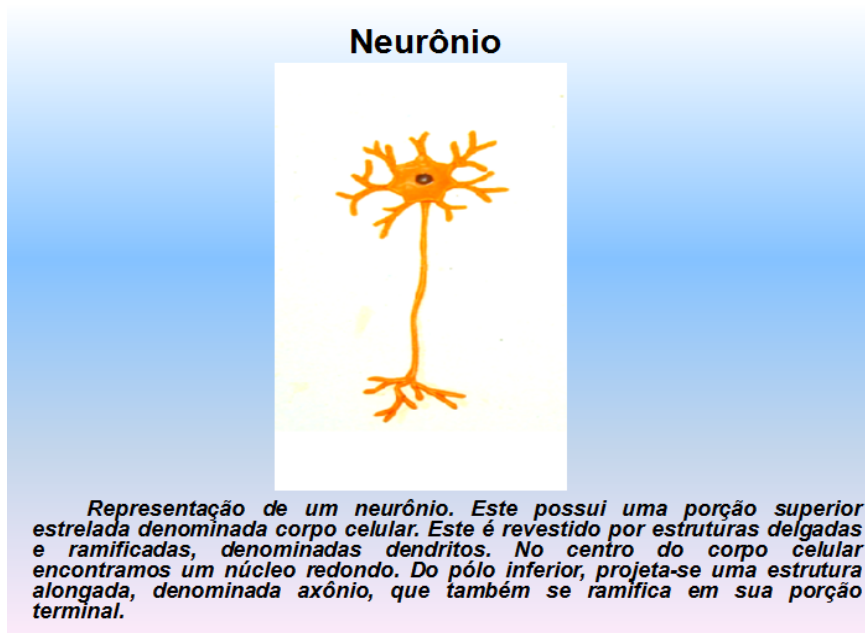 Neurônio
Representação de um neurônio. Este possui uma porção superior
estrelada denominada corpo celular. Este é revestido por estruturas delgadas
e ramificadas, denominadas dendritos. No centro do corpo celular
encontramos um núcleo redondo. Do pólo inferior, projeta-se uma estrutura
alongada, denominada axônio, que também se ramifica em sua porção
terminal.